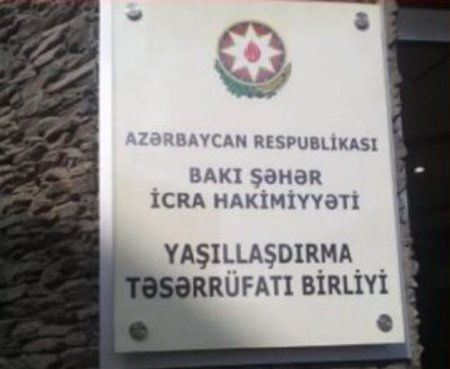 AZƏRBAYCAN RESPUBLİKASI
BAKI ŞƏHƏR
İCRA HAKİMİYYƏTİ
YAŞILLAŞDIRMA
TƏSƏRRÜFATI BİRLİYİ